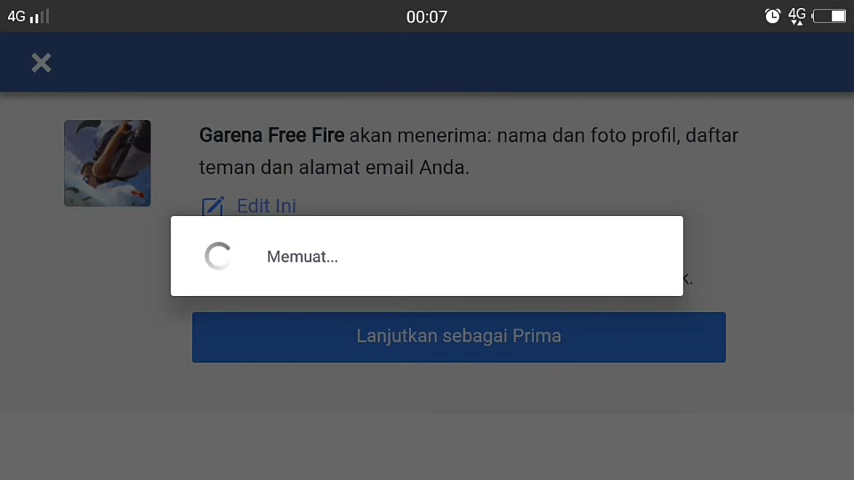 4G 00:07 4G
Garena Free Fire akan menerima: nama dan foto profil, daftar
teman dan alamat email Anda.
Edit Ini
Memuat...
k.
Lanjutkan sebagai Prima